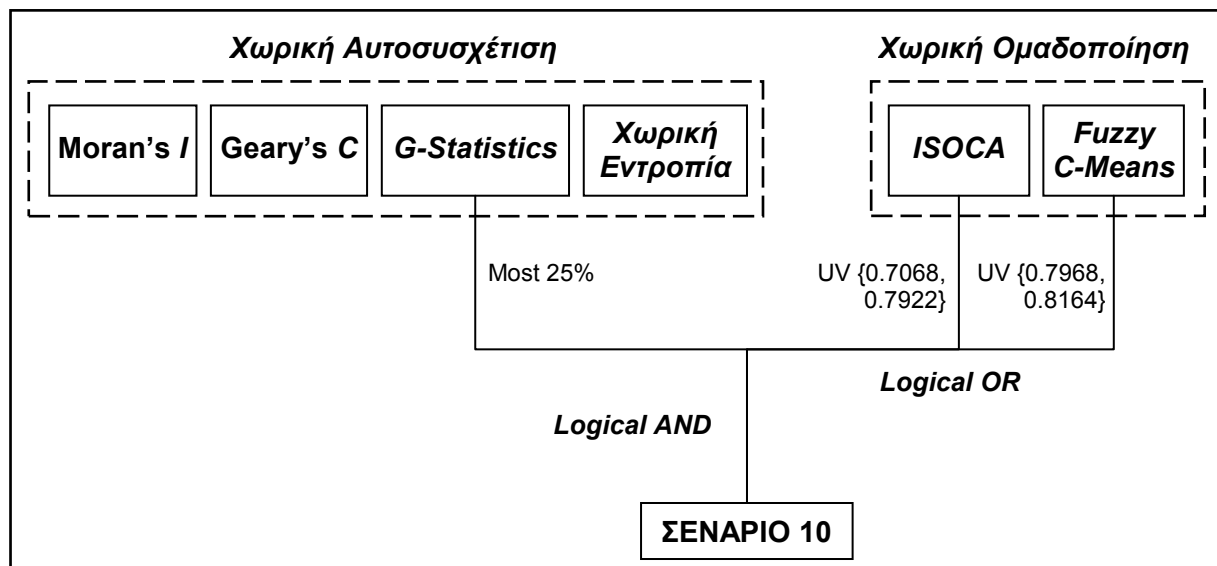 Χωρική Αυτοσυσχέτιση
Χωρική Ομαδοποίηση
Moran’s I
Geary’s C
G-Statistics
Χωρική
Εντροπία
ISOCA
Fuzzy
C-Means
Most 25%
UV {0.7068,
0.7922}
UV {0.7968,
0.8164}
Logical OR
Logical AND
ΣΕΝΑΡΙΟ 10